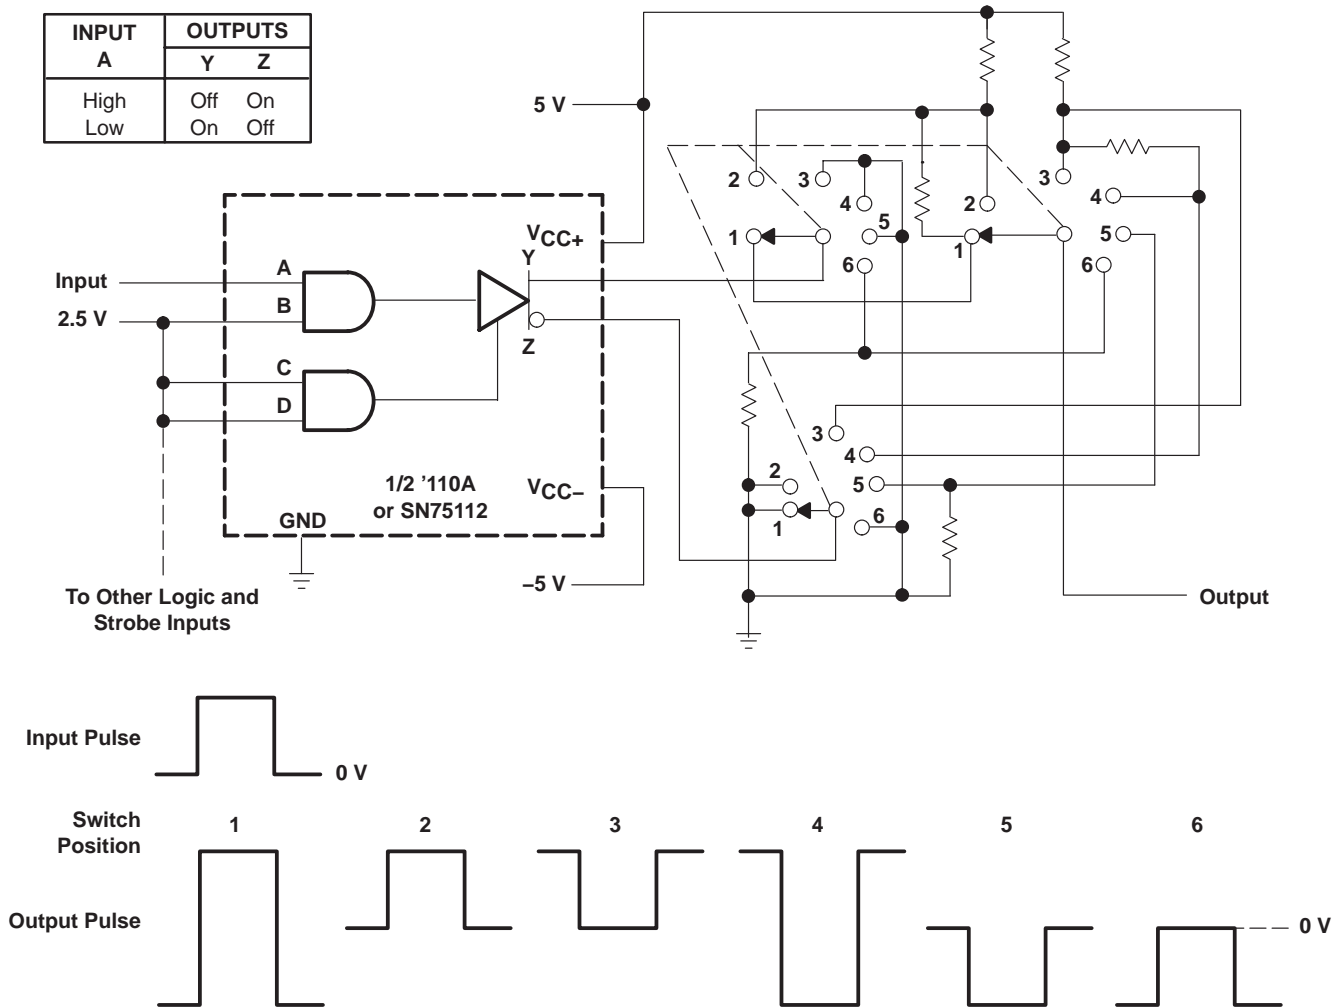 INPUT OUTPUTS
A Y Z
High Off On
Low On Off
5 V
2 3
4 2 3
4
1 5 1 5
6 6
VCC+
Y
Input A
2.5 V B
Z
C
D
3
4
2 5
1 6
1/2 '110A
or SN75112
VCC–
GND
–5 V
To Other Logic and
Strobe Inputs
Output
Input Pulse
0 V
Switch
Position
1 2 3 4 5 6
Output Pulse
0 V